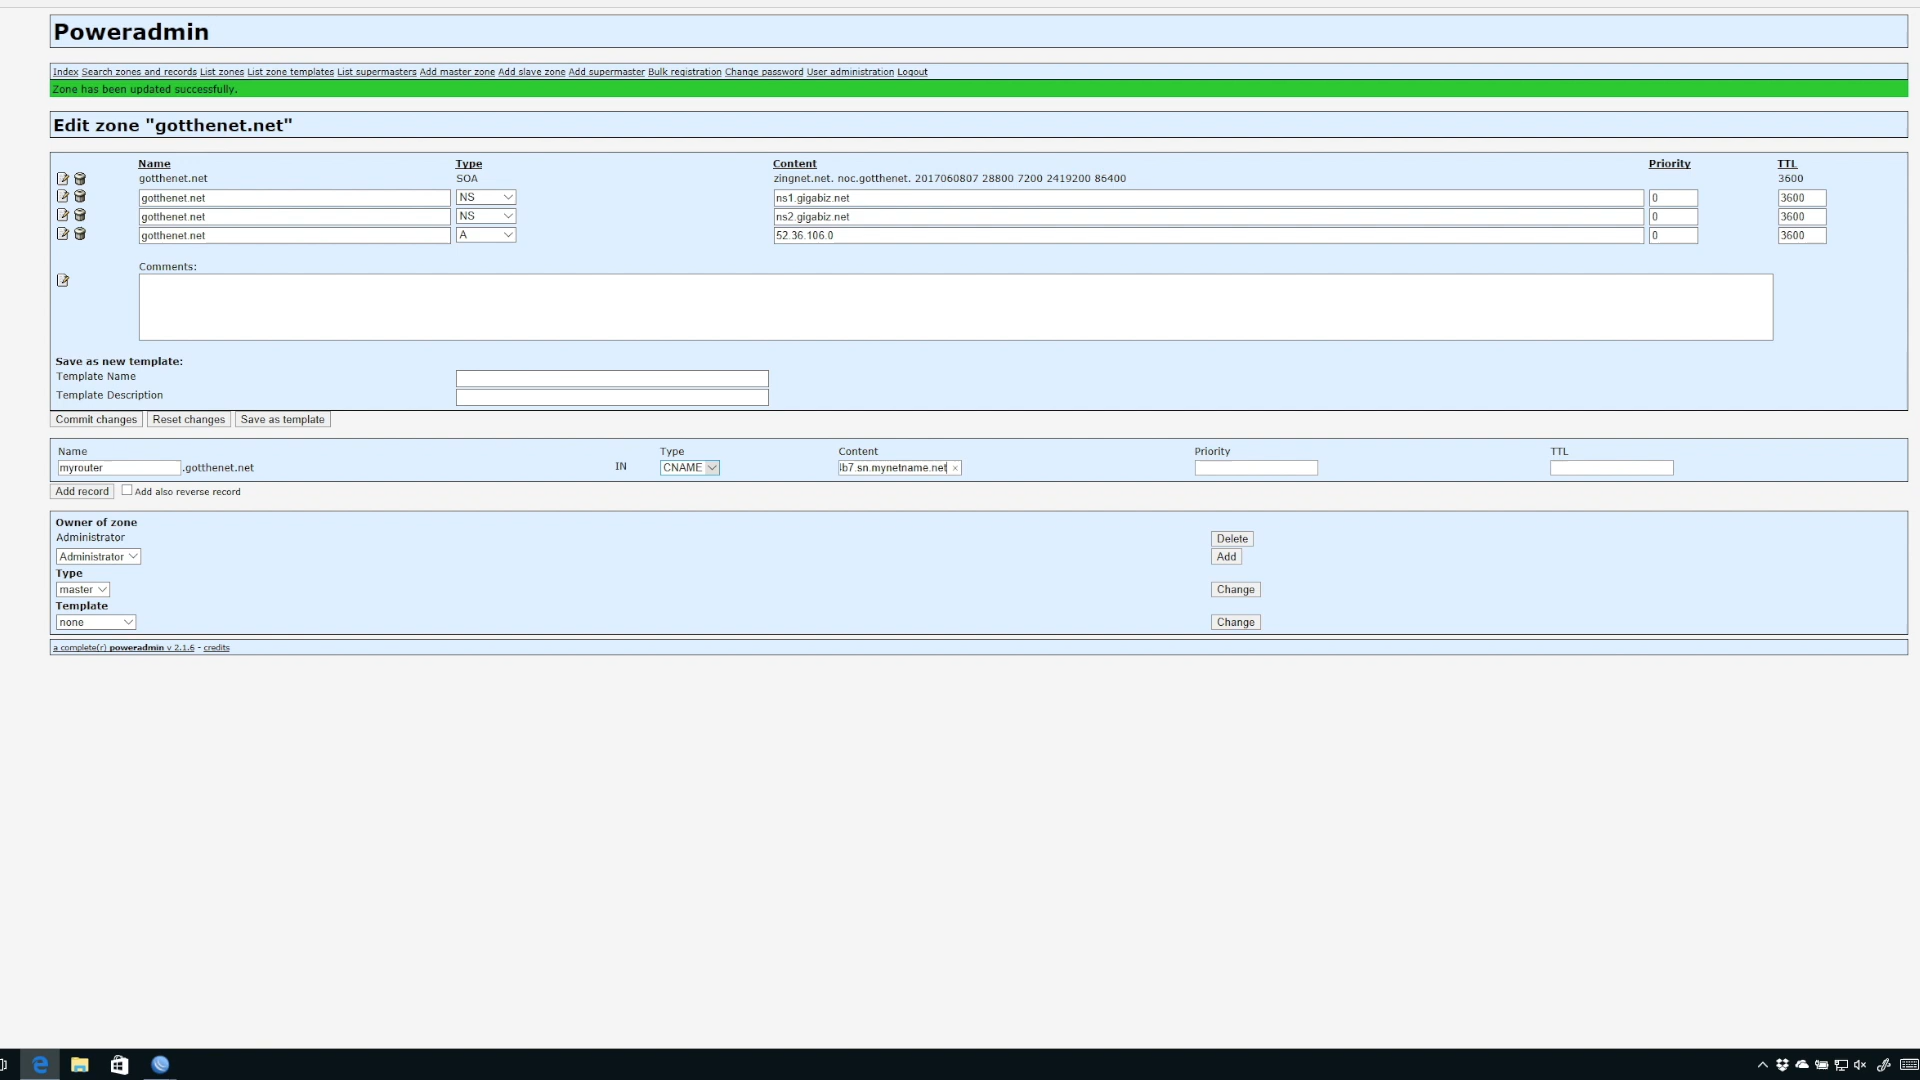 Poweradmin
Index Search zones and records List zones List zone templates List supermasters Add master zone Add slave zone Add supermaster Bulk registration Change password User administration Logout
Zone has been updated successfully.
Edit zone "gotthenet.net"
Name Type Content Priority TTL
gotthenet.net SOA zingnet.net. noc.gotthenet. 2017060807 28800 7200 2419200 86400 3600
gotthenet.net NS ns1.gigabiz.net 0 3600
gotthenet.net NS ns2.gigabiz.net 0 3600
gotthenet.net A 52.36.106.0 0 3600
Comments:
Save as new template:
Template Name
Template Description
Commit changes Reset changes Save as template
Name Type Content Priority TTL
myrouter .gotthenet.net IN CNAME b7.sn.mynetname.net
Add record Add also reverse record
Owner of zone
Administrator Delete
Administrator Add
Type
master Change
Template
none Change
a complete(r) poweradmin v 2.1.6 - credits